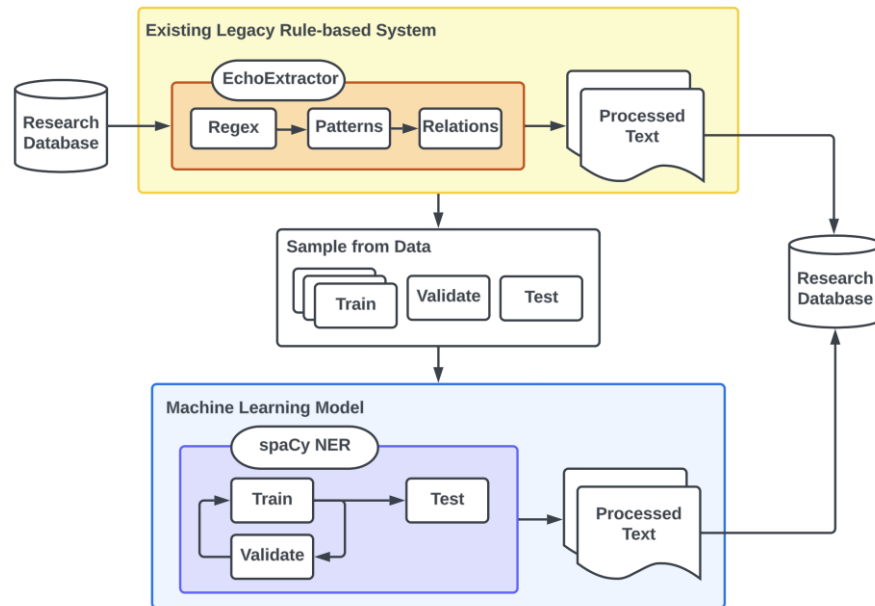 Existing Legacy Rule-based System
EchoExtractor
Research
Database
Regex
Patterns
Relations
Processed
Text
Sample from Data
Train
Validate
Test
Research
Database
Machine Learning Model
spaCy NER
Train
Test
Validate
Processed
Text